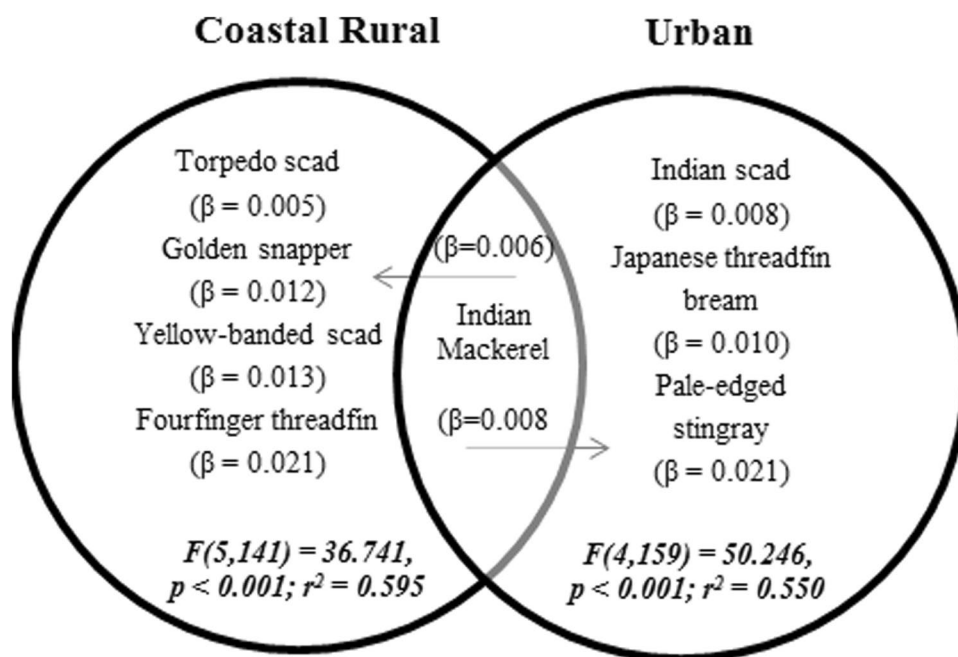 Coastal Rural
Urban
Torpedo scad
(β = 0.005)
Golden snapper
(β = 0.012)
Yellow-banded scad
(β = 0.013)
Fourfinger threadfin
(β = 0.021)
F(5,141) = 36.741,
p < 0.001; r² = 0.595
(β=0.006)
Indian
Mackerel
(β=0.008
Indian scad
(β = 0.008)
Japanese threadfin
bream
(β = 0.010)
Pale-edged
stingray
(β = 0.021)
F(4,159) = 50.246,
p < 0.001; r² = 0.550